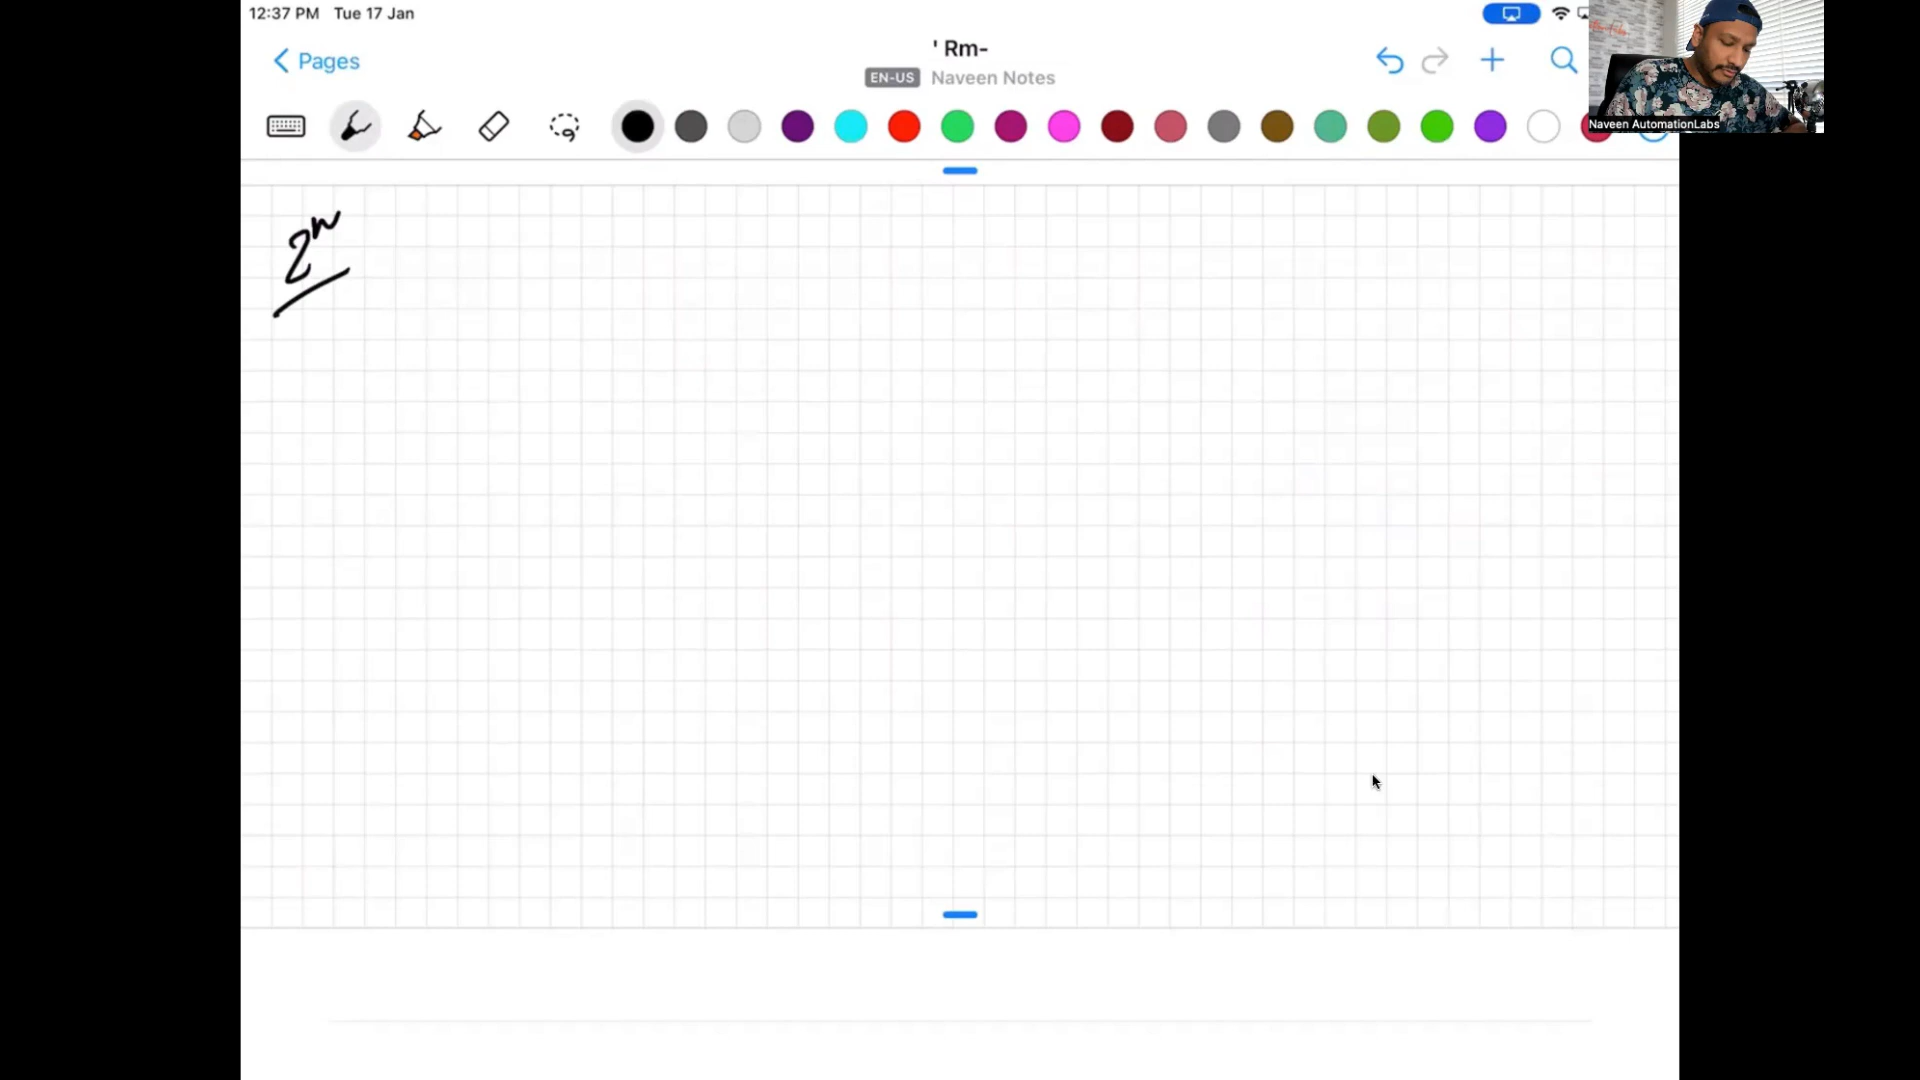 12:37 PM Tue 17 Jan
Pages
' Rm-
EN-US Naveen Notes
Naveen AutomationLabs
2ⁿ